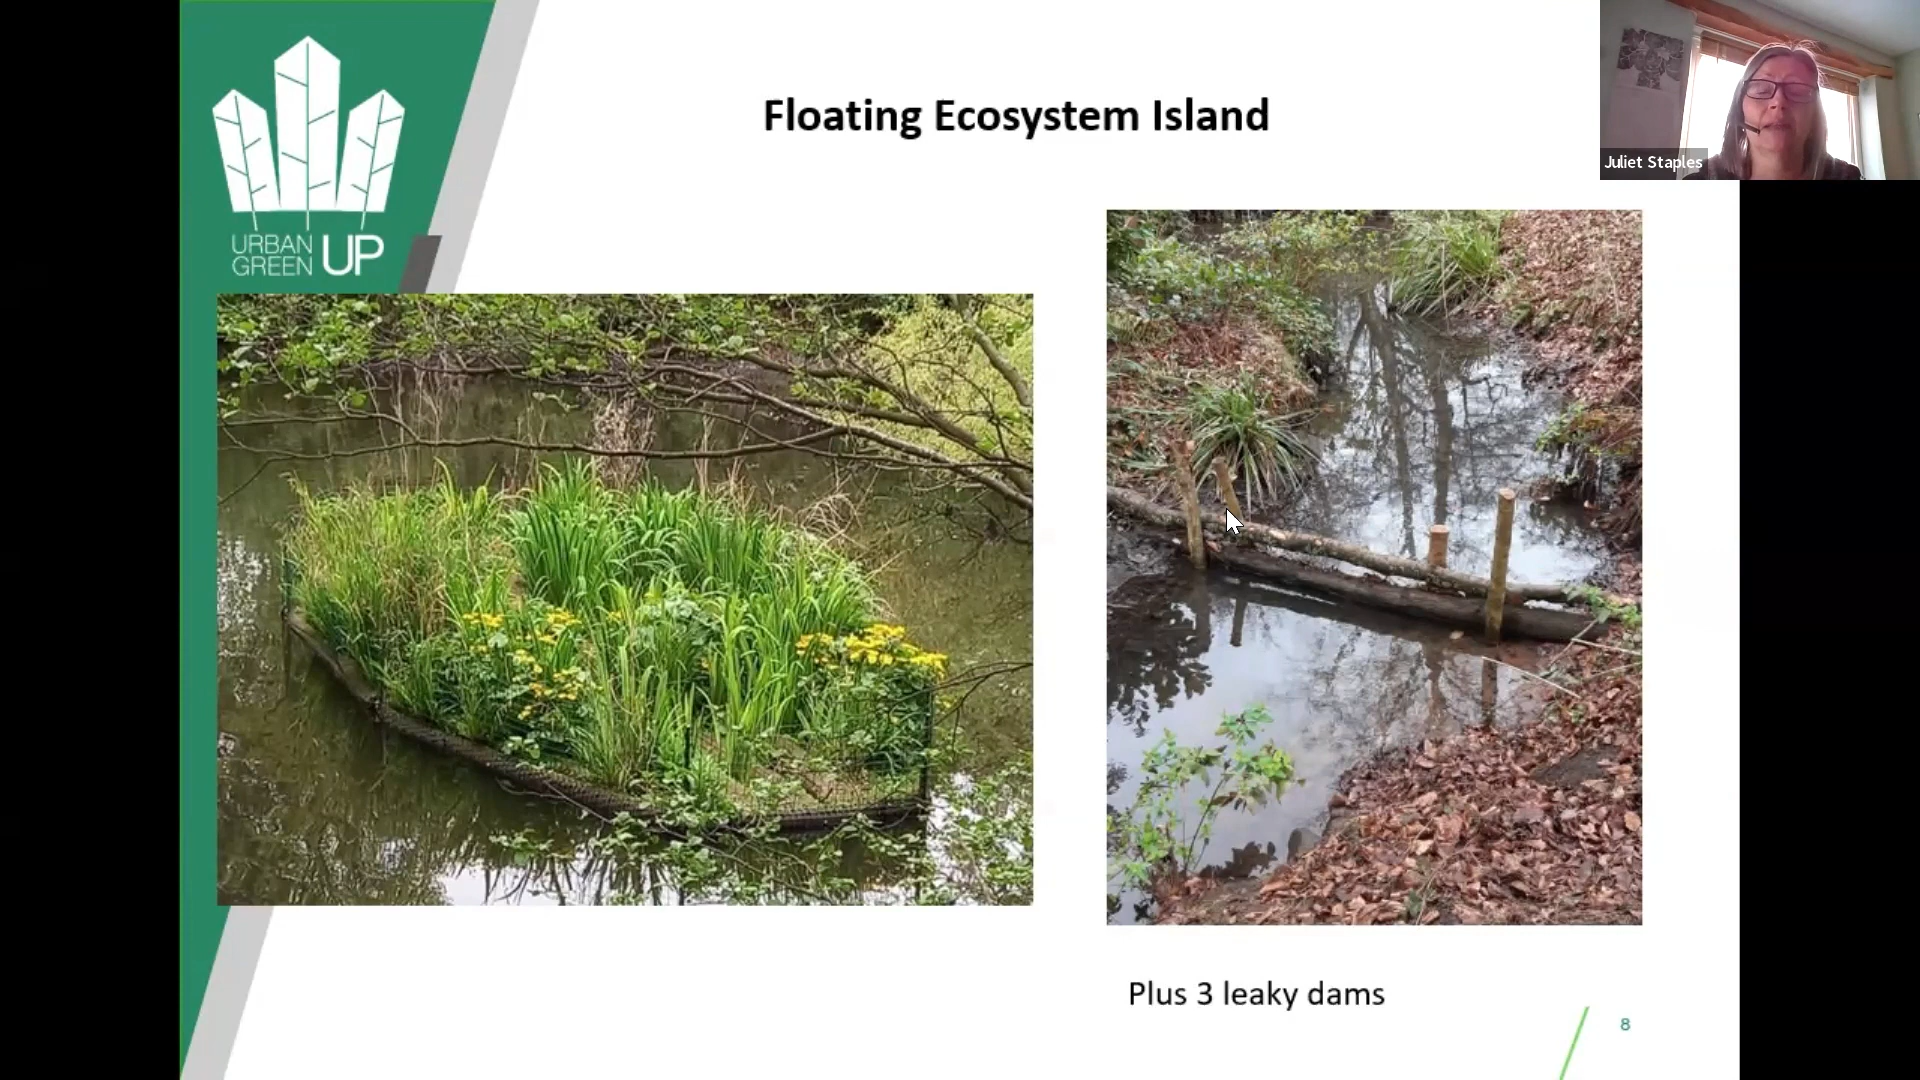 Floating Ecosystem Island
Juliet Staples
URBAN
GREEN UP
Plus 3 leaky dams
8